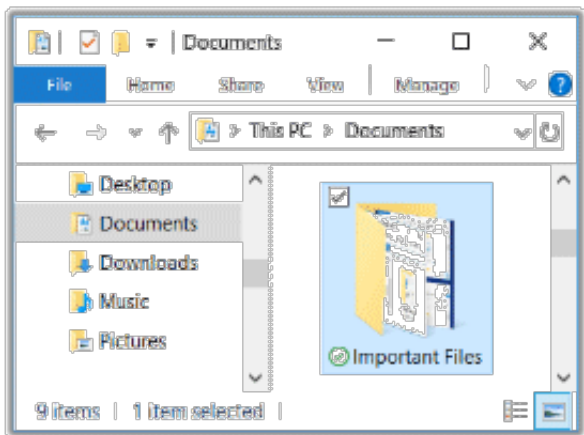 Documents
File Home Share View Manage ?
This PC Documents
Desktop
Documents
Downloads
Music
Pictures
Important Files
9 items 1 item selected